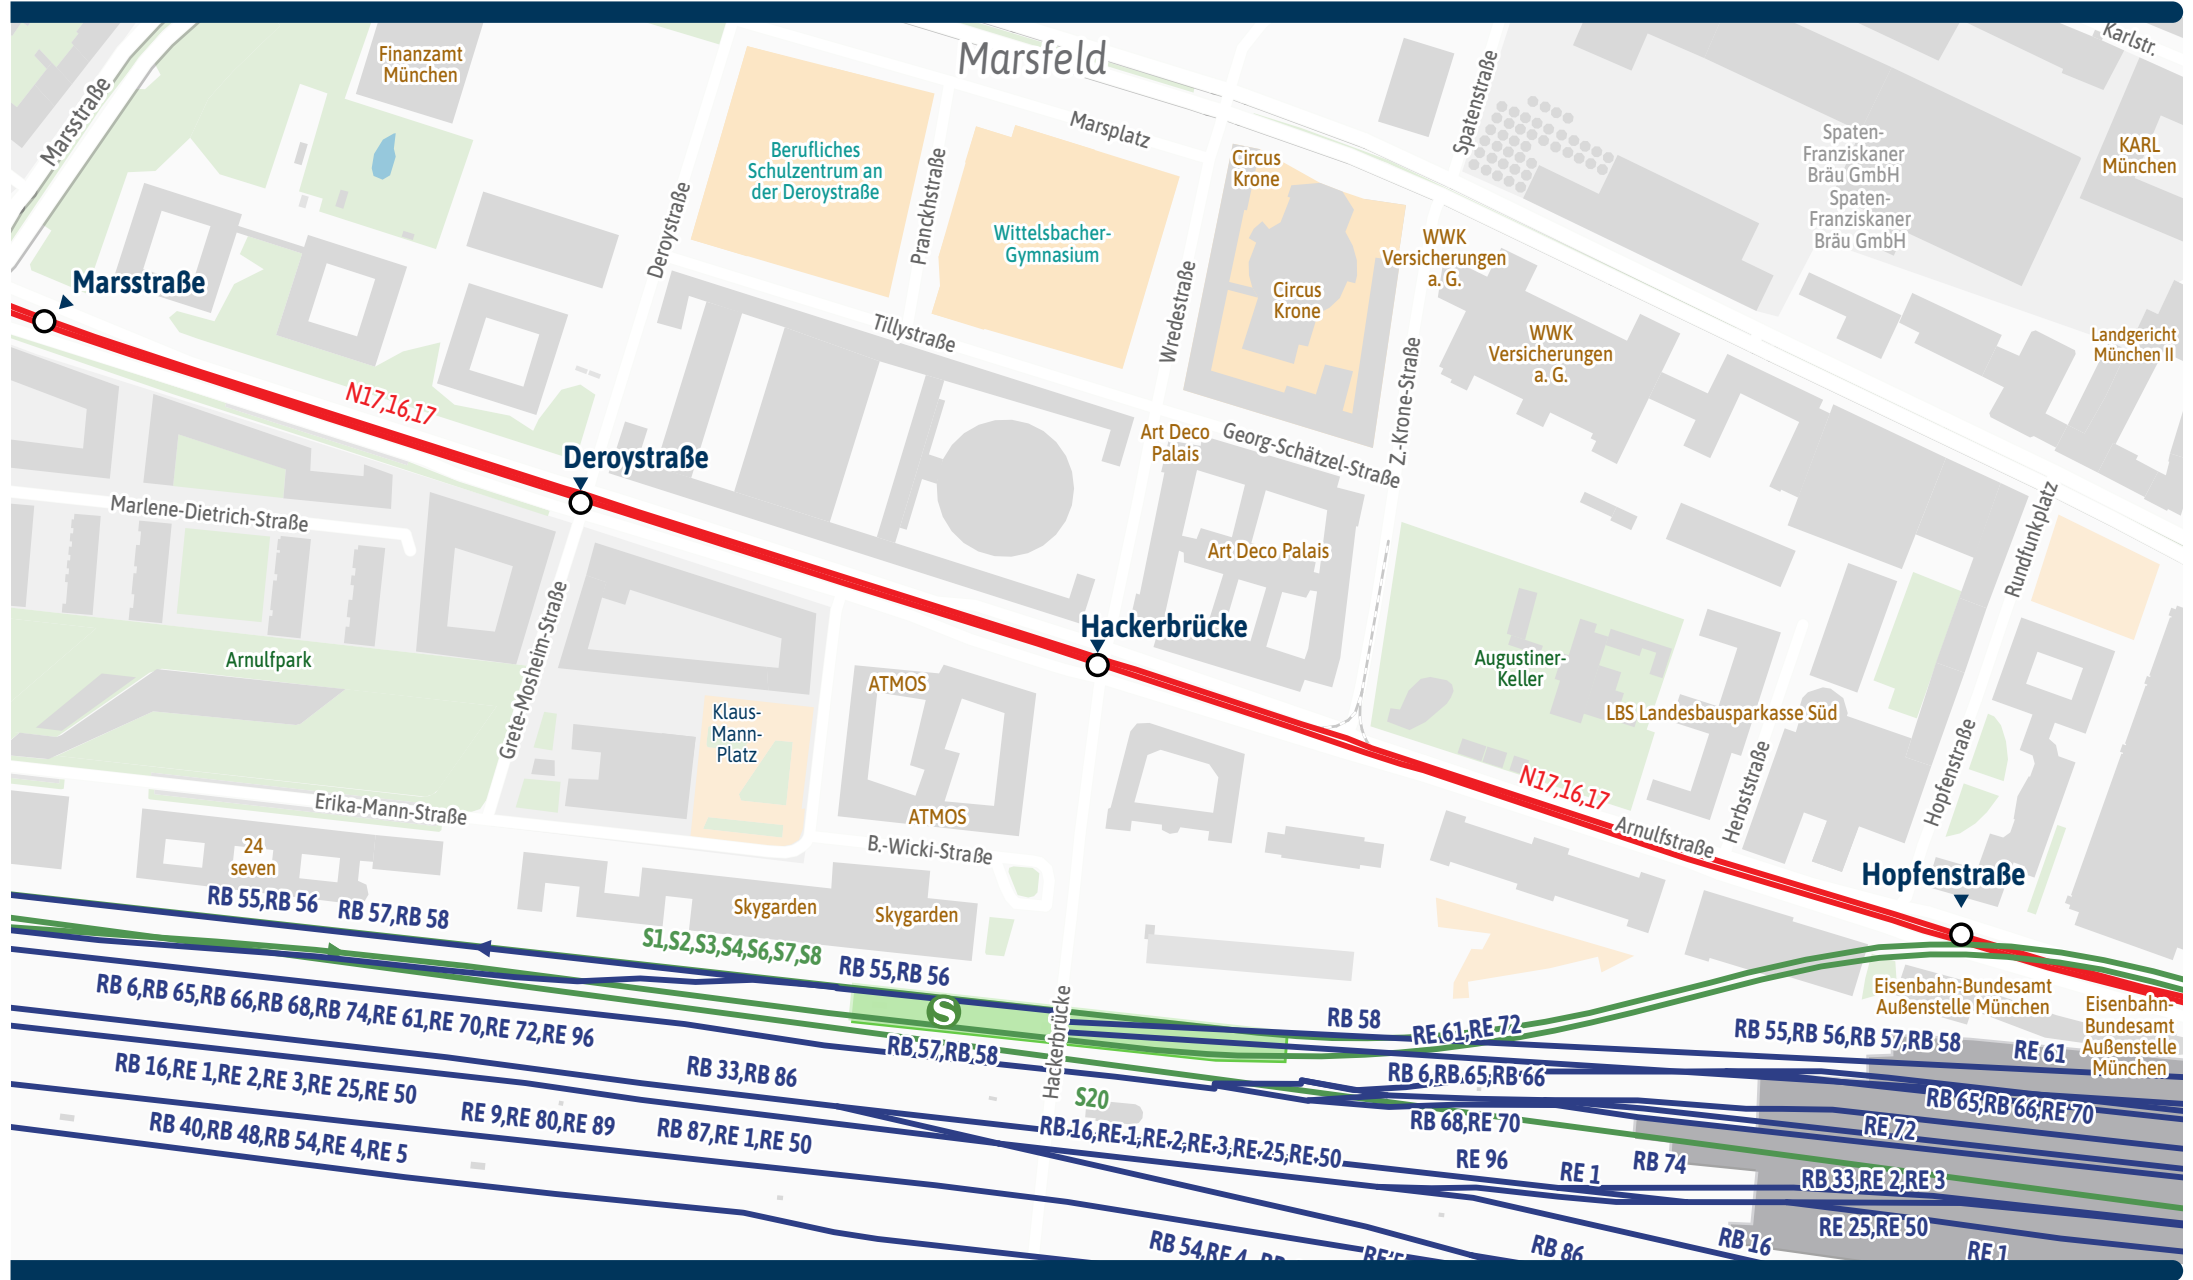 Marsfeld
Karlstr.
Finanzamt
München
Marsstraße
Spatenstraße
Marsplatz
Berufliches
Schulzentrum an
der Deroystraße
Circus
Krone
Spaten-
Franziskaner
Bräu GmbH
Spaten-
Franziskaner
Bräu GmbH
KARL
München
Pranckhstraße
Deroystraße
Wittelsbacher-
Gymnasium
WWK
Versicherungen
a. G.
Marsstraße
Circus
Krone
Wredestraße
Tillystraße
WWK
Versicherungen
a. G.
Landgericht
München II
Z.-Krone-Straße
N17,16,17
Deroystraße
Art Deco
Palais
Georg-Schätzel-Straße
Marlene-Dietrich-Straße
Art Deco Palais
Rundfunkplatz
Hackerbrücke
Arnulfpark
Grete-Mosheim-Straße
ATMOS
Augustiner-
Keller
LBS Landesbausparkasse Süd
Klaus-
Mann-
Platz
Herbststraße
Hopfenstraße
N17,16,17
Erika-Mann-Straße
ATMOS
Arnulfstraße
B.-Wicki-Straße
24
seven
Hopfenstraße
RB 55,RB 56
RB 57,RB 58
Skygarden
Skygarden
S1,S2,S3,S4,S6,S7,S8
RB 55,RB 56
S
Hackerbrücke
Eisenbahn-Bundesamt
Außenstelle München
Eisenbahn-
Bundesamt
Außenstelle
München
RB 6,RB 65,RB 66,RB 68,RB 74,RE 61,RE 70,RE 72,RE 96
RB 58
RE 61,RE 72
RB 55,RB 56,RB 57,RB 58
RE 61
RB 57,RB 58
RB 33,RB 86
RB 6,RB 65,RB 66
RB 16,RE 1,RE 2,RE 3,RE 25,RE 50
S20
RB 65,RB 66,RE 70
RB 68,RE 70
RE 72
RE 9,RE 80,RE 89
RB 87,RE 1,RE 50
RB 16,RE 1,RE 2,RE 3,RE 25,RE 50
RB 40,RB 48,RB 54,RE 4,RE 5
RE 96
RE 1
RB 74
RB 33,RE 2,RE 3
RE 25,RE 50
RB 54,RE 4
RE 5
RB 86
RB 16
RE 1